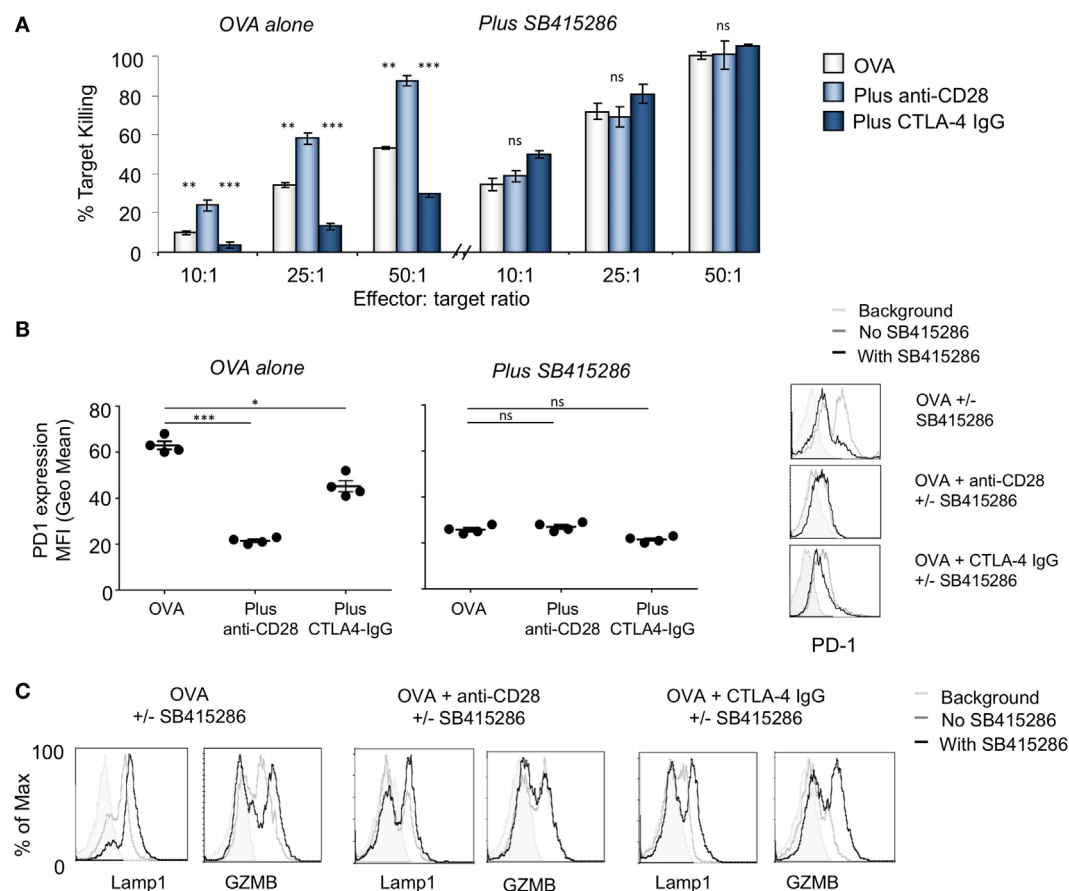 A
OVA alone
Plus SB415286
% Target Killing
100
80
60
40
20
0
** ***
** ***
** ***
ns
ns
ns
10:1 25:1 50:1 10:1 25:1 50:1
Effector: target ratio
OVA
Plus anti-CD28
Plus CTLA-4 IgG
B
OVA alone
Plus SB415286
PD1 expression
MFI (Geo Mean)
80
60
40
20
0
*
***
ns
ns
OVA
Plus
anti-CD28
Plus
CTLA4-IgG
OVA
Plus
anti-CD28
Plus
CTLA4-IgG
Background
No SB415286
With SB415286
OVA +/-
SB415286
OVA + anti-CD28
+/- SB415286
OVA + CTLA-4 IgG
+/- SB415286
PD-1
C
OVA
+/- SB415286
OVA + anti-CD28
+/- SB415286
OVA + CTLA-4 IgG
+/- SB415286
Background
No SB415286
With SB415286
% of Max
100
0
Lamp1
GZMB
Lamp1
GZMB
Lamp1
GZMB